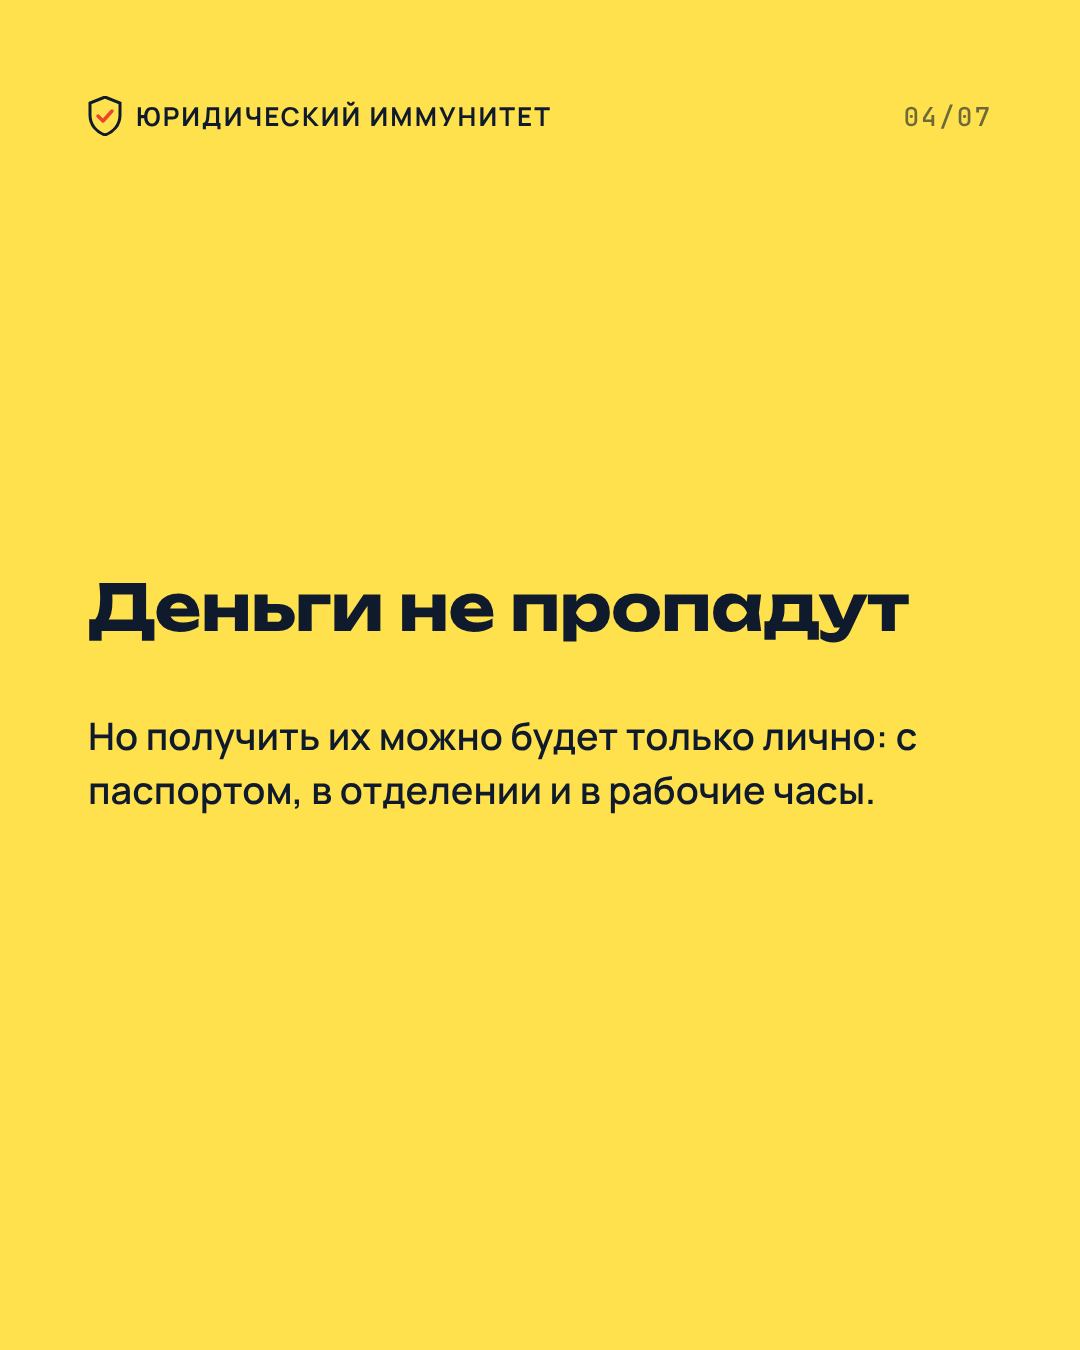 ЮРИДИЧЕСКИЙ ИММУНИТЕТ
04/07
Деньги не пропадут
Но получить их можно будет только лично: с
паспортом, в отделении и в рабочие часы.